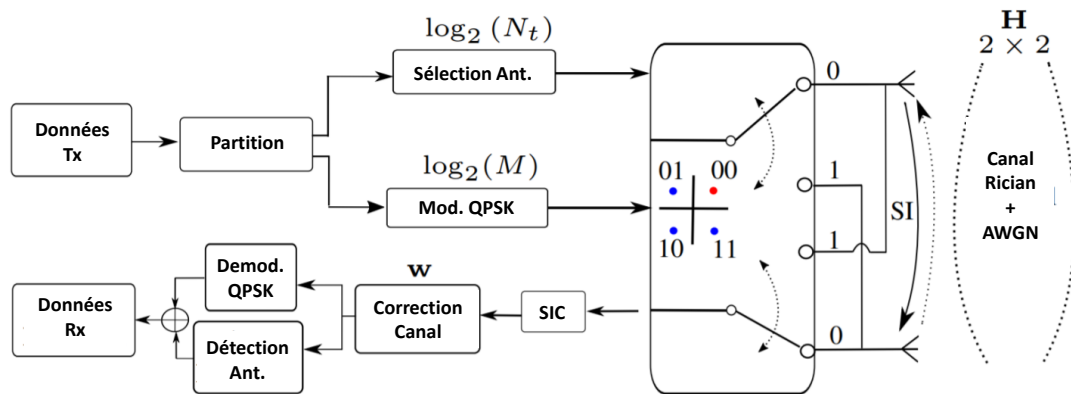 log₂ (Nₜ)
H
2 × 2
Sélection Ant.
0
Données
Tx
Partition
log₂(M)
01 00
1
Canal
Rician
+
AWGN
Mod. QPSK
SI
10 11
1
Demod.
QPSK
w
Données
Rx
Correction
Canal
SIC
0
Détection
Ant.